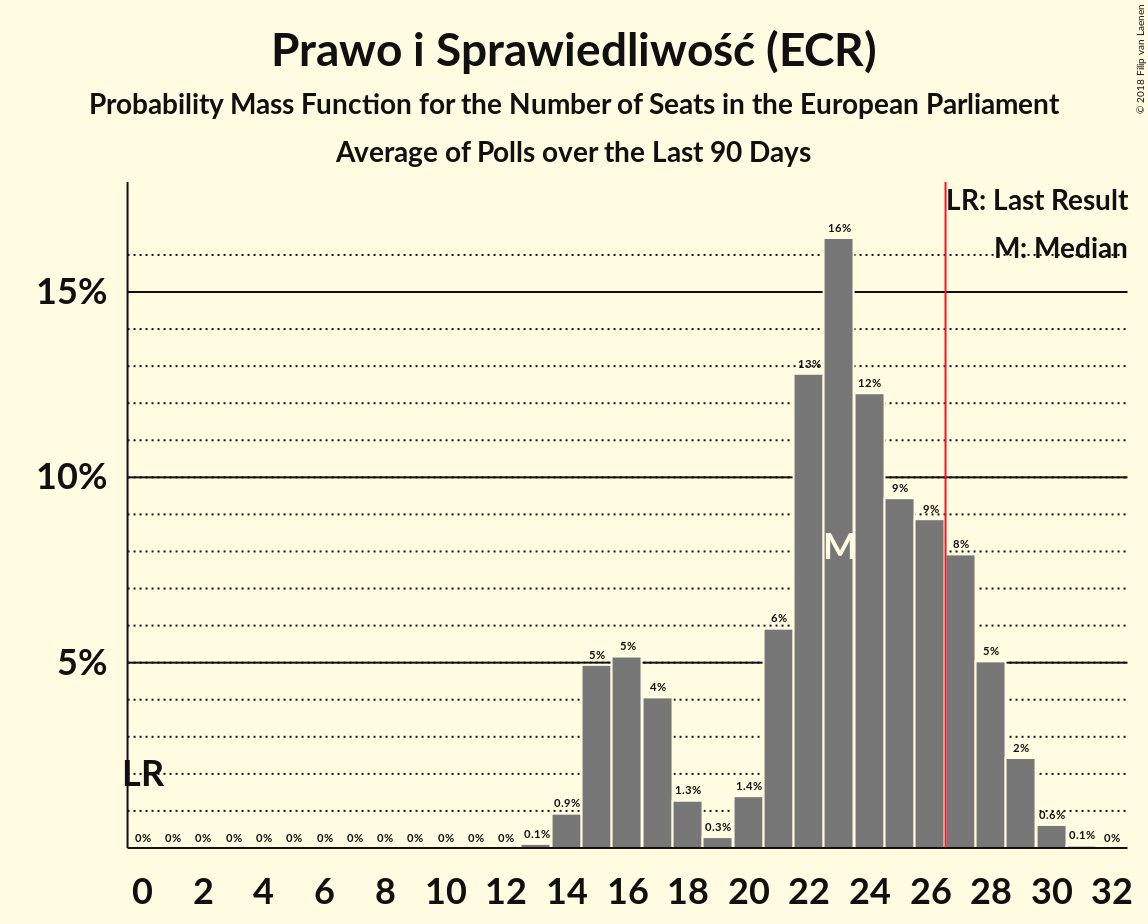 Prawo i Sprawiedliwość (ECR)
Probability Mass Function for the Number of Seats in the European Parliament
Average of Polls over the Last 90 Days
© 2018 Filip van Laenen
LR: Last Result
M: Median
15%
10%
5%
16%
13%
12%
9%
9%
8%
M
6%
5%
5%
5%
4%
LR
2%
1.4%
1.3%
0.9%
0.6%
0.3%
0% 0% 0% 0% 0% 0% 0% 0% 0% 0% 0% 0% 0% 0.1% 0.1% 0%
0 2 4 6 8 10 12 14 16 18 20 22 24 26 28 30 32